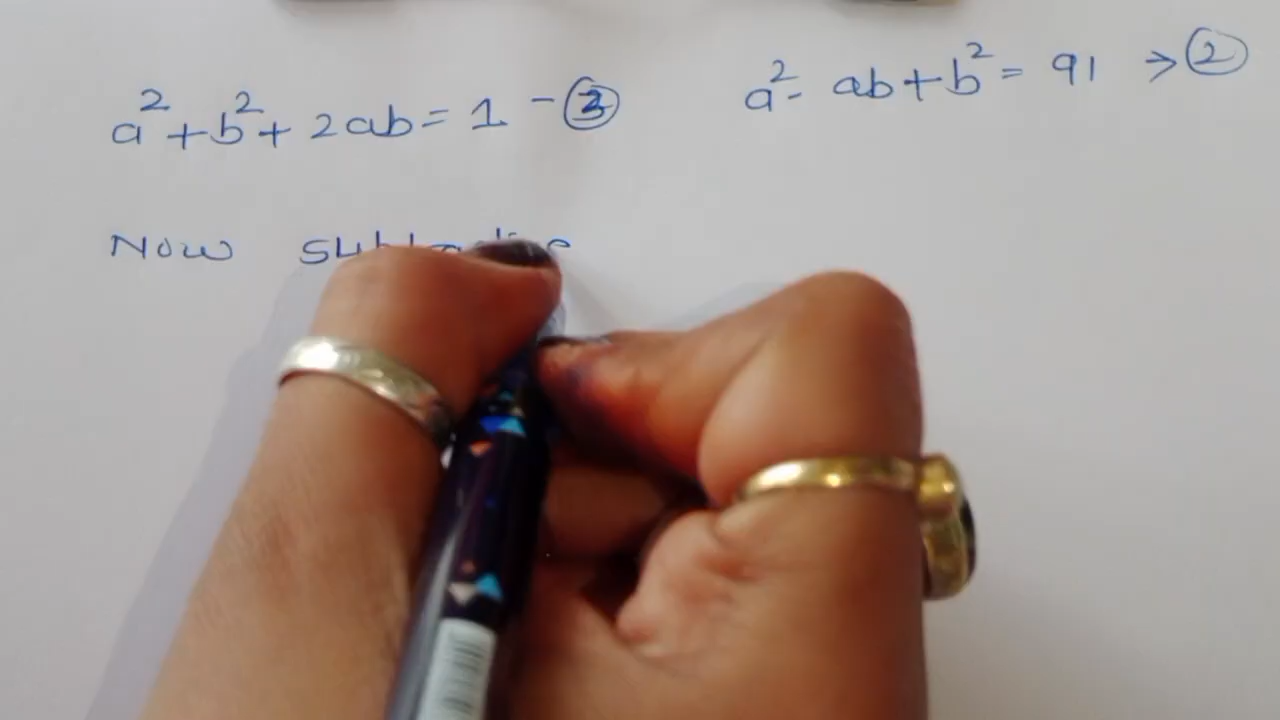 a² + b² + 2ab = 1 - ③
a² - ab + b² = 91 → ②
Now